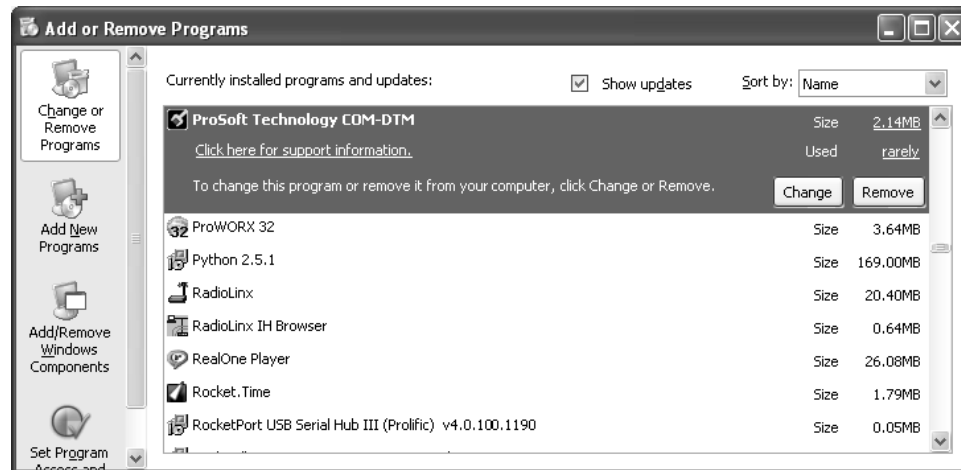 Add or Remove Programs
Change or
Remove
Programs
Add New
Programs
Add/Remove
Windows
Components
Set Program
Access and
Currently installed programs and updates:
Show updates
Sort by: Name
ProSoft Technology COM-DTM Size 2.14MB
Click here for support information. Used rarely
To change this program or remove it from your computer, click Change or Remove. Change Remove
32 ProWORX 32 Size 3.64MB
Python 2.5.1 Size 169.00MB
RadioLinx Size 20.40MB
RadioLinx IH Browser Size 0.64MB
RealOne Player Size 26.08MB
Rocket.Time Size 1.79MB
RocketPort USB Serial Hub III (Prolific) v4.0.100.1190 Size 0.05MB